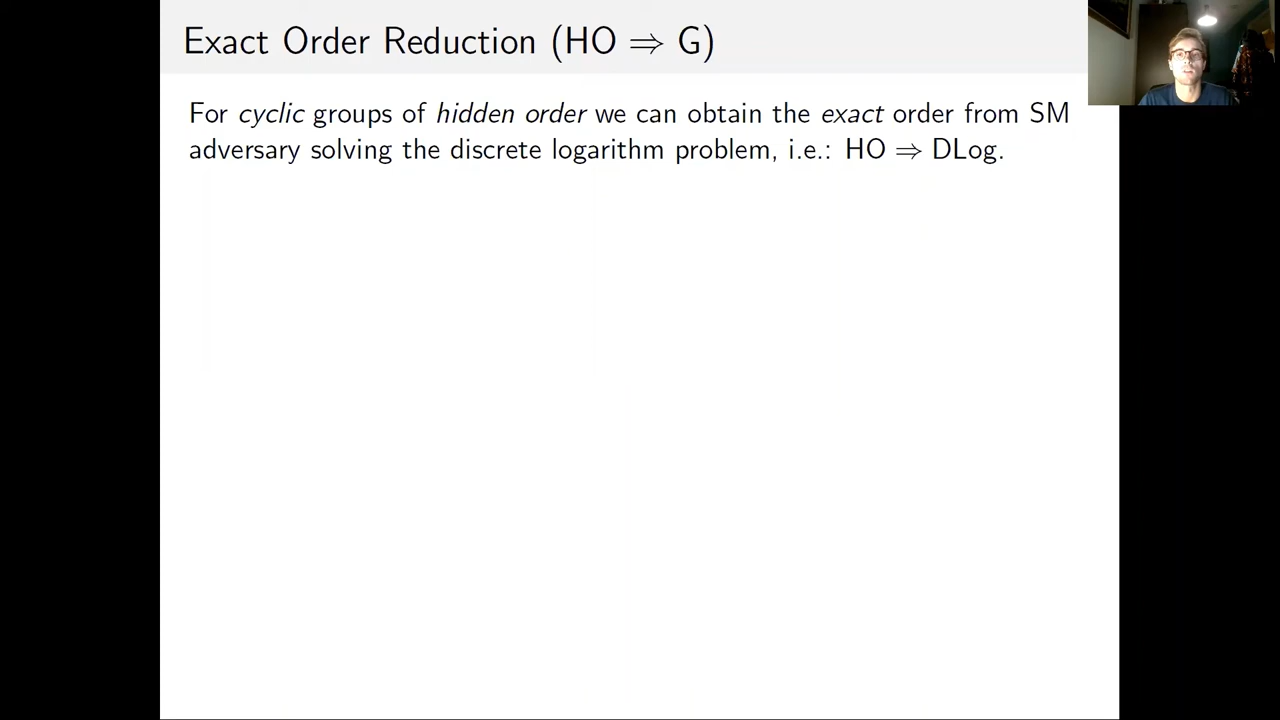 Exact Order Reduction (HO ⇒ G)
For cyclic groups of hidden order we can obtain the exact order from SM
adversary solving the discrete logarithm problem, i.e.: HO ⇒ DLog.